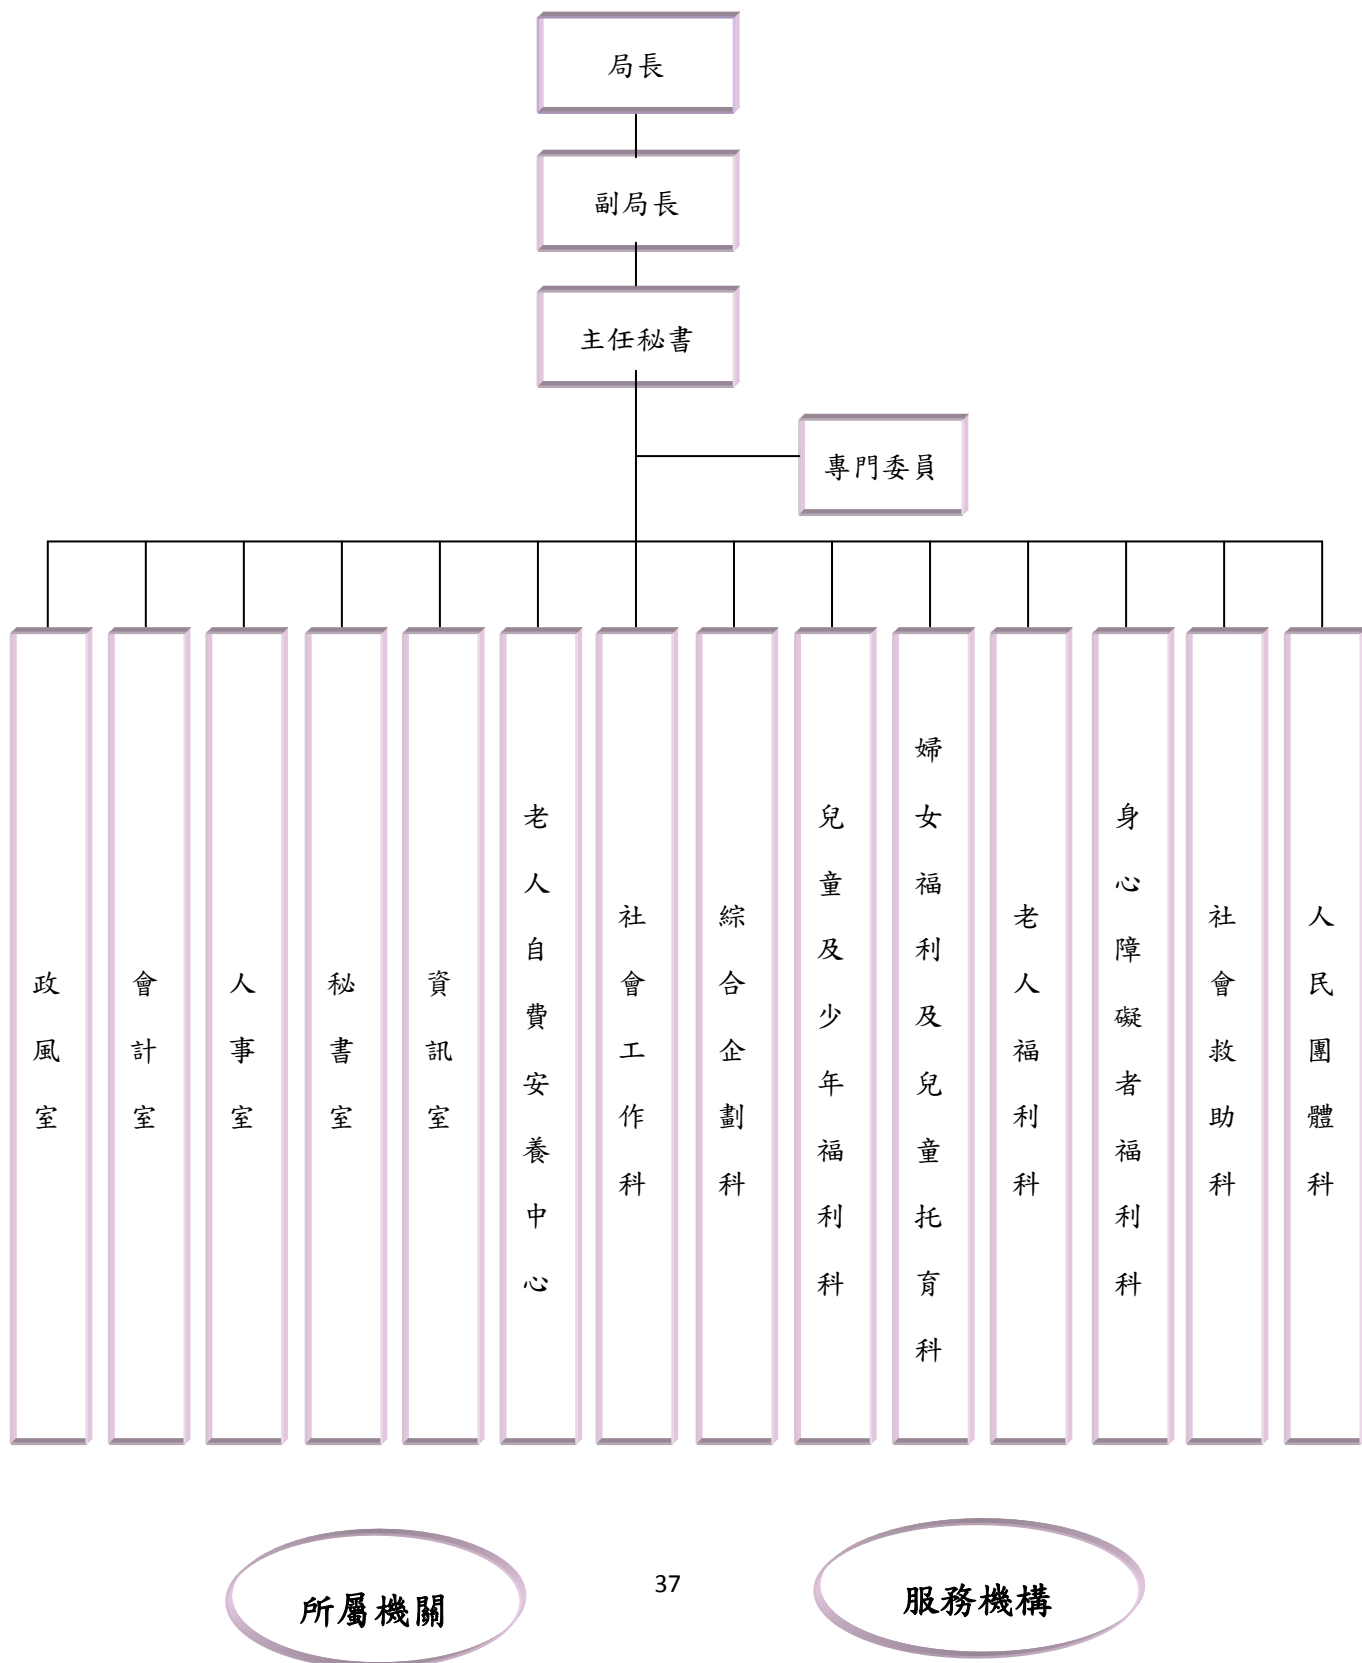 局長
副局長
主任秘書
專門委員
政風室
會計室
人事室
秘書室
資訊室
老人自費安養中心
社會工作科
綜合企劃科
兒童及少年福利科
婦女福利及兒童托育科
老人福利科
身心障礙者福利科
社會救助科
人民團體科
所屬機關
37
服務機構